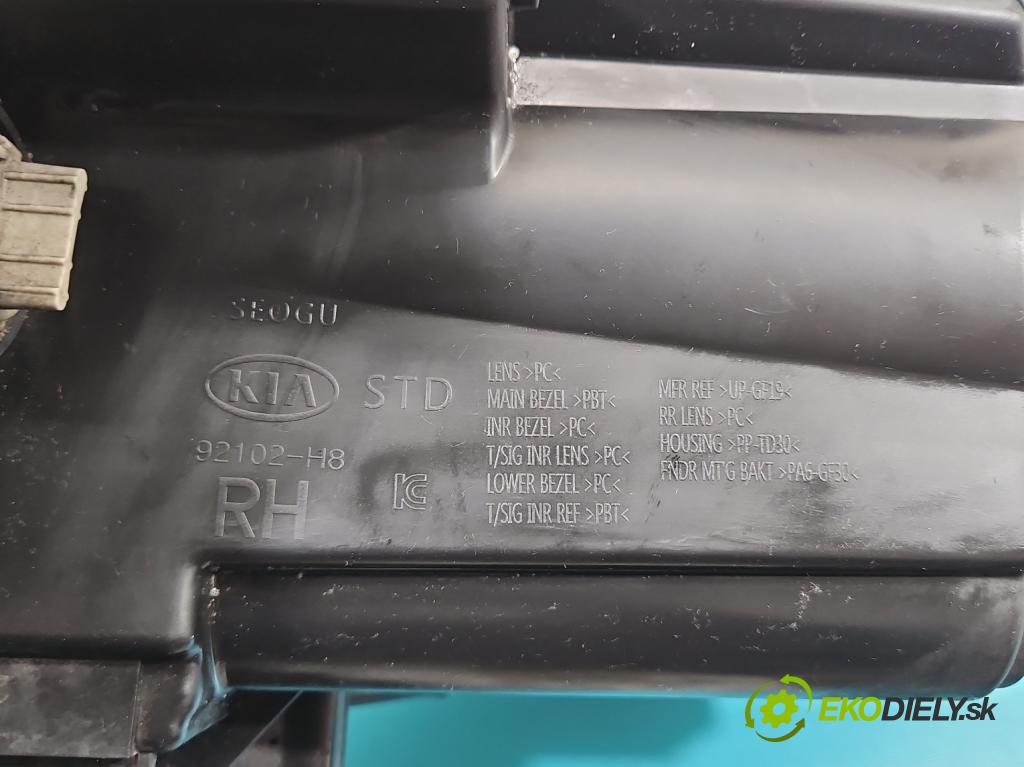 SEOGU
KIA STD
92102-H8
RH
LENS >PC<
MAIN BEZEL >PBT<
INR BEZEL >PC<
T/SIG INR LENS >PC<
LOWER BEZEL >PC<
T/SIG INR REF >PBT<
MFR REF >UP-GF19<
RR LENS >PC<
HOUSING >PP-TD30<
FNDR MT'G BAKT >PA6-GF30<
EKODIELY.sk